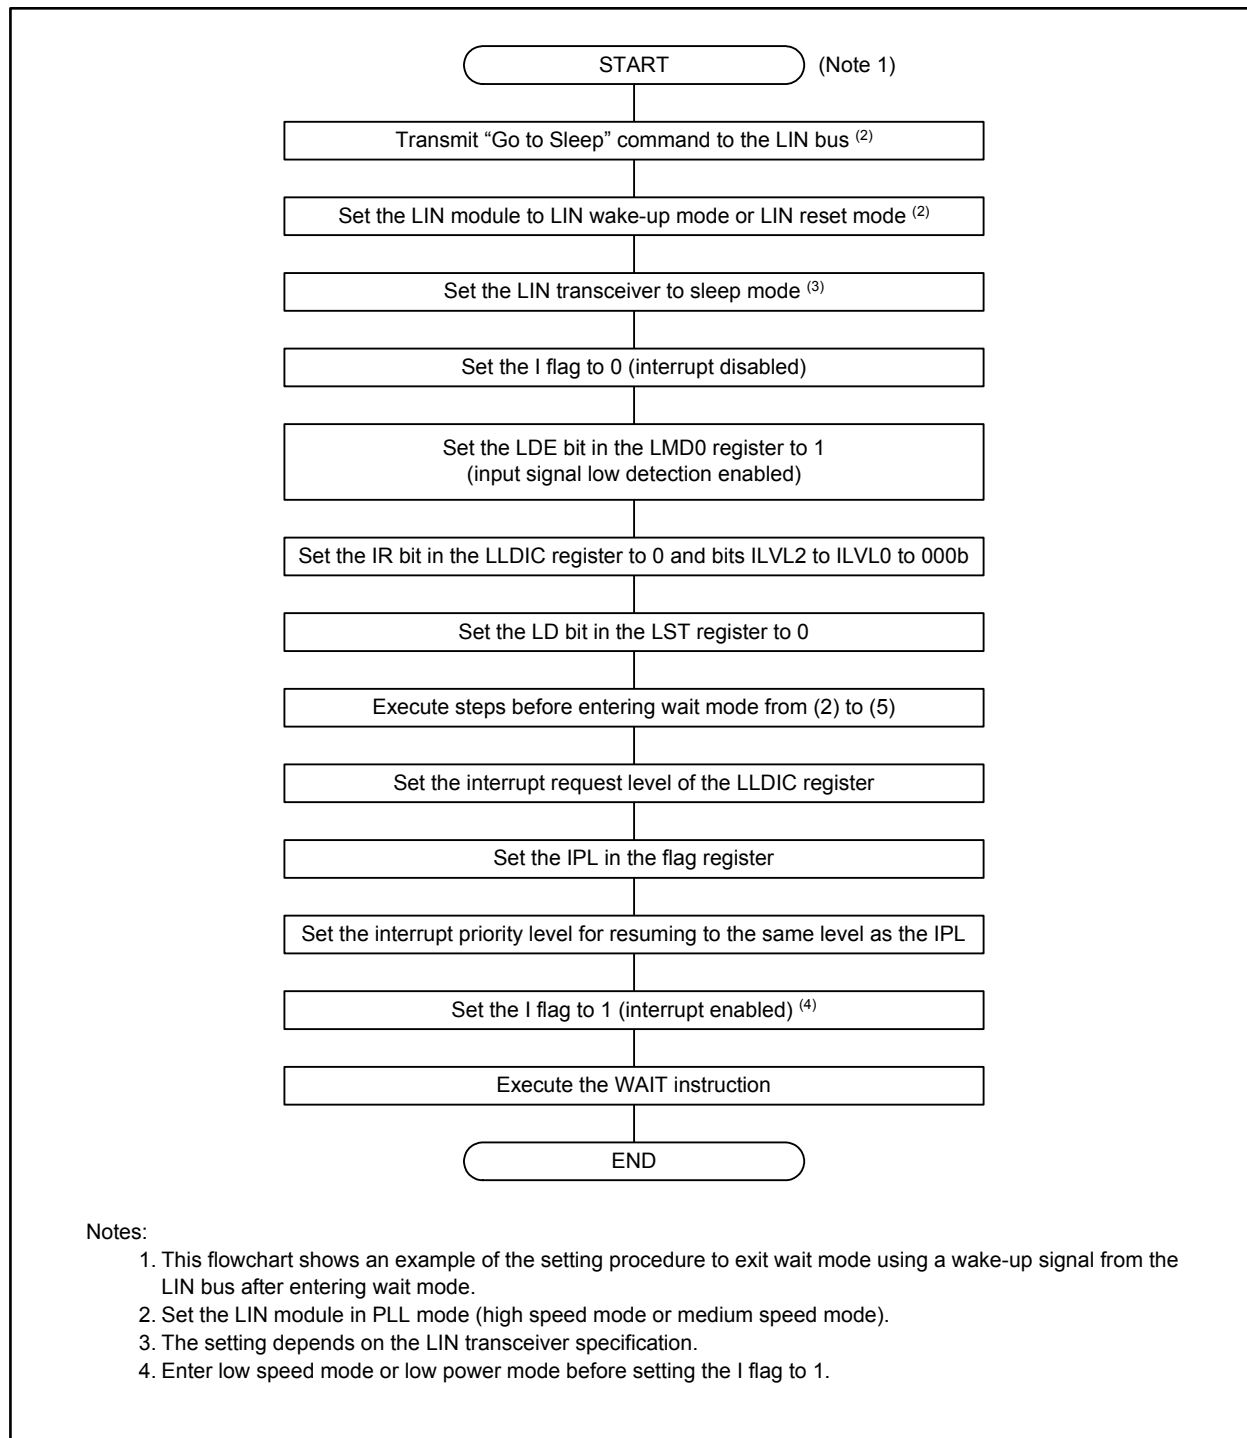 START (Note 1)
Transmit “Go to Sleep” command to the LIN bus (2)
Set the LIN module to LIN wake-up mode or LIN reset mode (2)
Set the LIN transceiver to sleep mode (3)
Set the I flag to 0 (interrupt disabled)
Set the LDE bit in the LMD0 register to 1
(input signal low detection enabled)
Set the IR bit in the LLDIC register to 0 and bits ILVL2 to ILVL0 to 000b
Set the LD bit in the LST register to 0
Execute steps before entering wait mode from (2) to (5)
Set the interrupt request level of the LLDIC register
Set the IPL in the flag register
Set the interrupt priority level for resuming to the same level as the IPL
Set the I flag to 1 (interrupt enabled) (4)
Execute the WAIT instruction
END
Notes:
1. This flowchart shows an example of the setting procedure to exit wait mode using a wake-up signal from the
LIN bus after entering wait mode.
2. Set the LIN module in PLL mode (high speed mode or medium speed mode).
3. The setting depends on the LIN transceiver specification.
4. Enter low speed mode or low power mode before setting the I flag to 1.